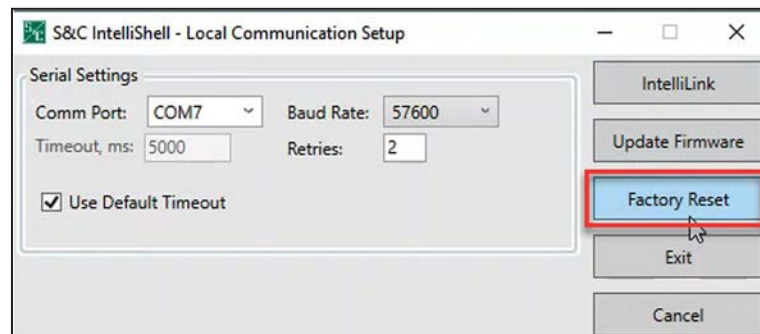 S&C IntelliShell - Local Communication Setup
Serial Settings
Comm Port: COM7 Baud Rate: 57600
Timeout, ms: 5000 Retries: 2
Use Default Timeout
IntelliLink
Update Firmware
Factory Reset
Exit
Cancel